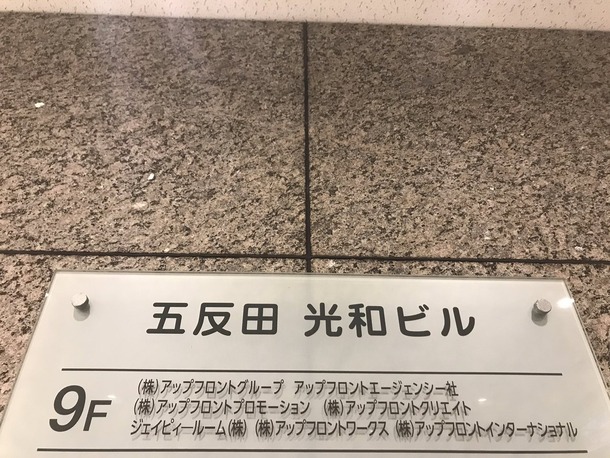 五反田 光和ビル
9F
(株)アップフロントグループ アップフロントエージェンシー社
(株)アップフロントプロモーション (株)アップフロントクリエイト
ジェイピィールーム(株) (株)アップフロントワークス (株)アップフロントインターナショナル